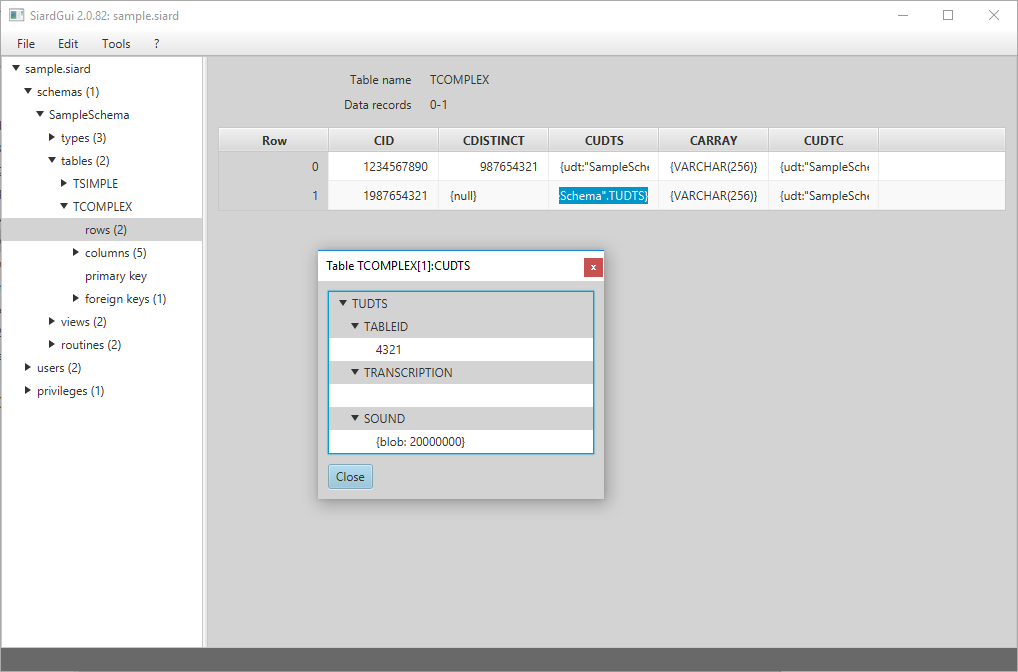 SiardGui 2.0.82: sample.siard
File Edit Tools ?
sample.siard
schemas (1)
SampleSchema
types (3)
tables (2)
TSIMPLE
TCOMPLEX
rows (2)
columns (5)
primary key
foreign keys (1)
views (2)
routines (2)
users (2)
privileges (1)
Table name TCOMPLEX
Data records 0-1
Row CID CDISTINCT CUDTS CARRAY CUDTC
0 1234567890 987654321 {udt:"SampleSche {VARCHAR(256)} {udt:"SampleSche
1 1987654321 {null} Schema".TUDTS} {VARCHAR(256)} {udt:"SampleSche
Table TCOMPLEX[1]:CUDTS x
TUDTS
TABLEID
4321
TRANSCRIPTION
SOUND
{blob: 20000000}
Close